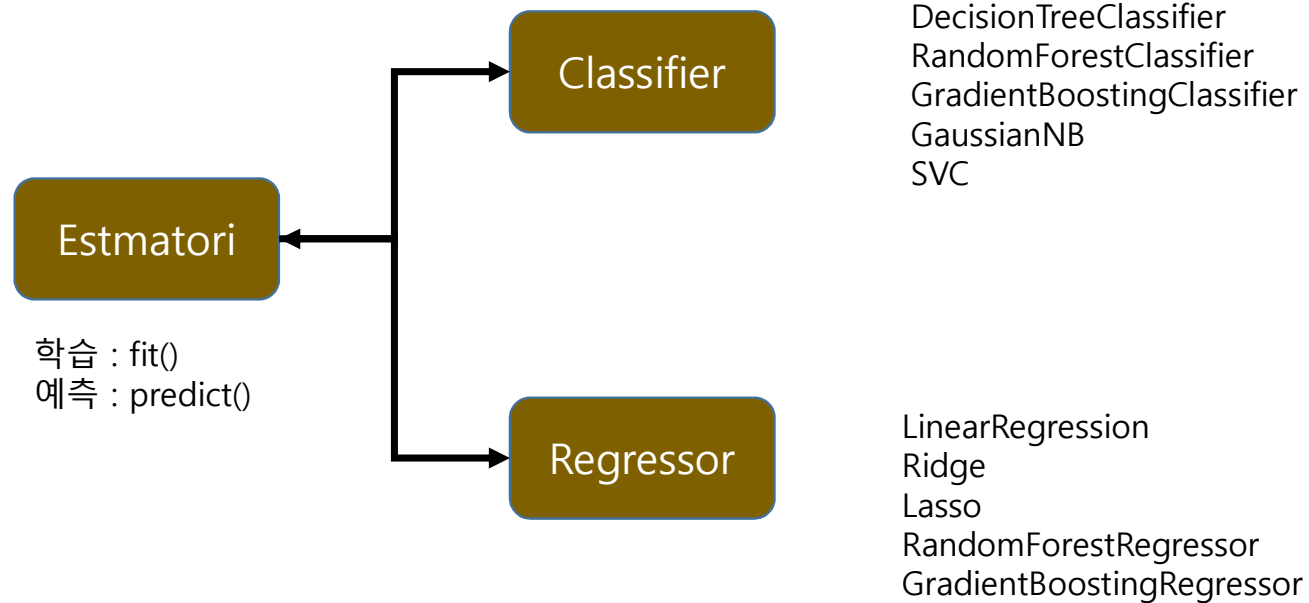 DecisionTreeClassifier
RandomForestClassifier
GradientBoostingClassifier
GaussianNB
SVC
Classifier
Estmatori
학습 : fit()
예측 : predict()
Regressor
LinearRegression
Ridge
Lasso
RandomForestRegressor
GradientBoostingRegressor